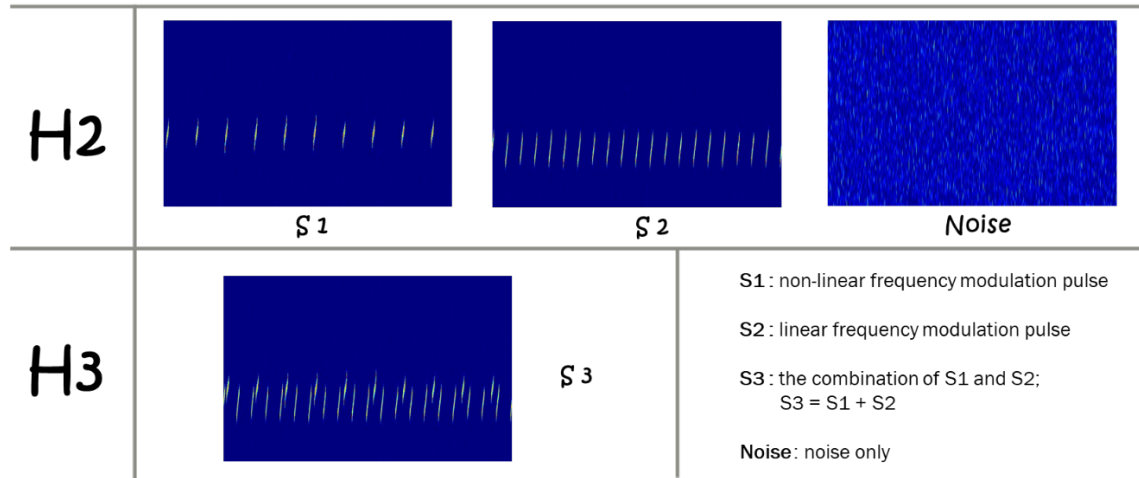 H2
S 1
S 2
Noise
H3
S 3
S1: non-linear frequency modulation pulse
S2: linear frequency modulation pulse
S3: the combination of S1 and S2;
S3 = S1 + S2
Noise: noise only